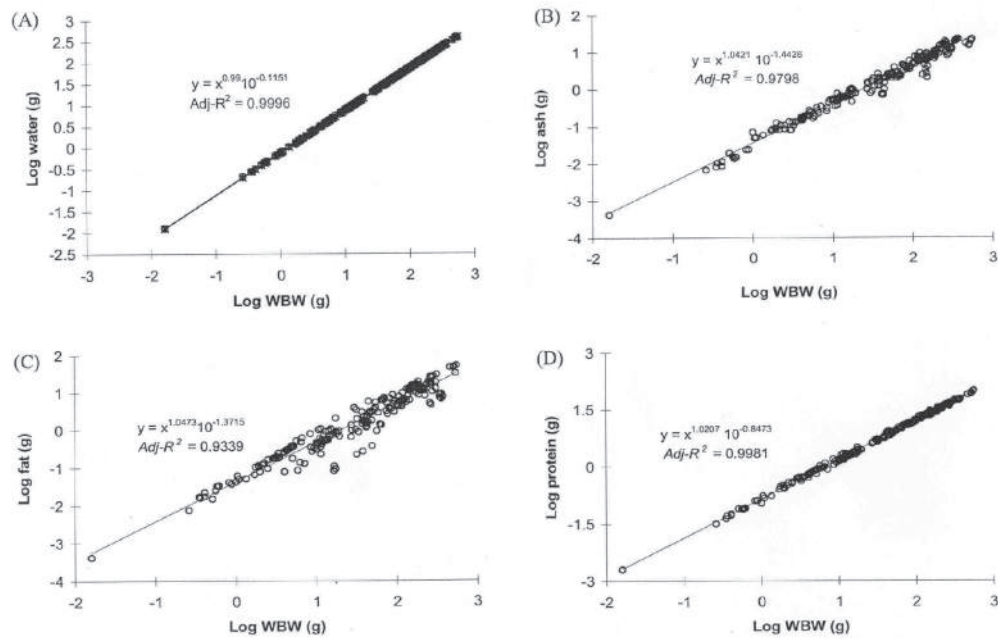 (A)
3
2.5
2
1.5
1
0.5
0
-0.5
-1
-1.5
-2
-2.5
Log water (g)
y = x^0.99 10^-0.1151
Adj-R² = 0.9996
-3 -2 -1 0 1 2 3
Log WBW (g)
(B)
2
1
0
-1
-2
-3
-4
Log ash (g)
y = x^1.0421 10^-1.4426
Adj-R² = 0.9798
-2 -1 0 1 2 3
Log WBW (g)
(C)
2
1
0
-1
-2
-3
-4
Log fat (g)
y = x^1.0473 10^-1.3715
Adj-R² = 0.9339
-2 -1 0 1 2 3
Log WBW (g)
(D)
3
1.5
0
-1.5
-3
Log protein (g)
y = x^1.0207 10^-0.8473
Adj-R² = 0.9981
-2 -1 0 1 2 3
Log WBW (g)